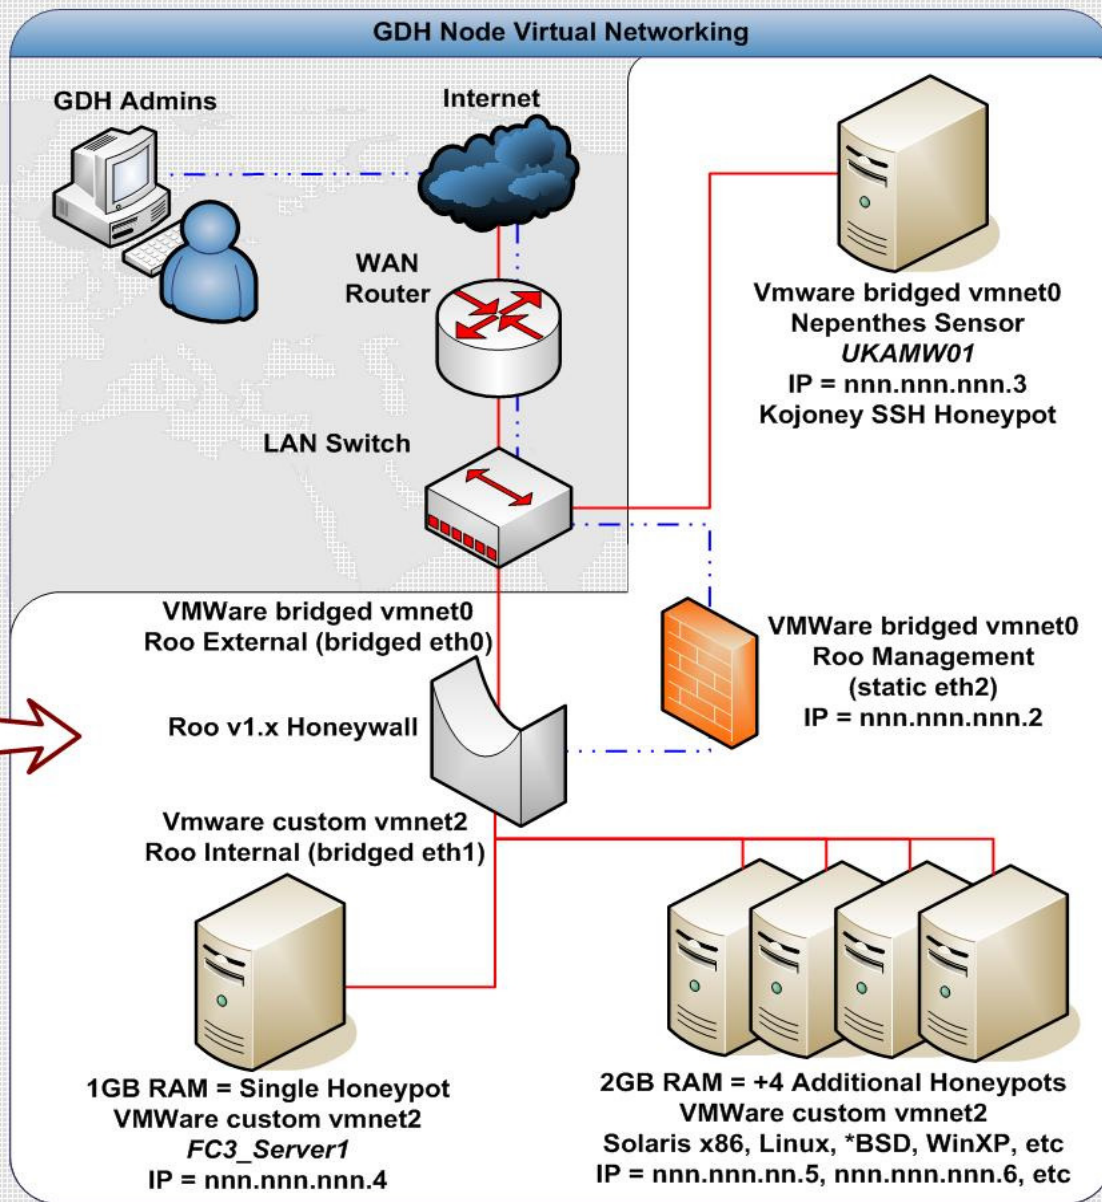 GDH Node Virtual Networking
GDH Admins
Internet
WAN
Router
LAN Switch
Vmware bridged vmnet0
Nepenthes Sensor
UKAMW01
IP = nnn.nnn.nnn.3
Kojoney SSH Honeypot
VMWare bridged vmnet0
Roo External (bridged eth0)
VMWare bridged vmnet0
Roo Management
(static eth2)
IP = nnn.nnn.nnn.2
Roo v1.x Honeywall
Vmware custom vmnet2
Roo Internal (bridged eth1)
1GB RAM = Single Honeypot
VMWare custom vmnet2
FC3_Server1
IP = nnn.nnn.nnn.4
2GB RAM = +4 Additional Honeypots
VMWare custom vmnet2
Solaris x86, Linux, *BSD, WinXP, etc
IP = nnn.nnn.nn.5, nnn.nnn.nnn.6, etc